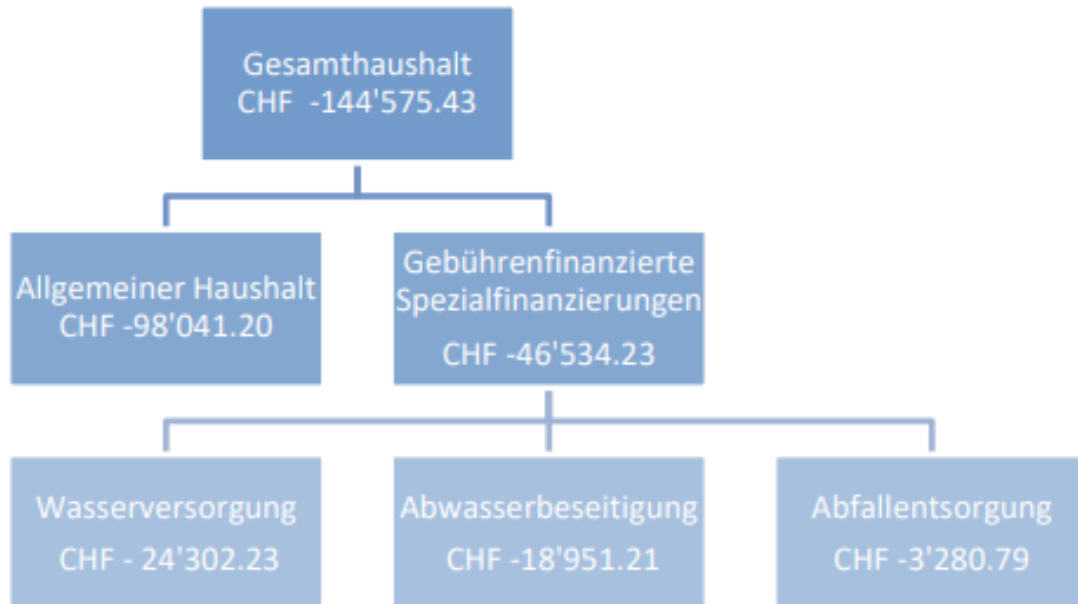 Gesamthaushalt
CHF -144'575.43
Allgemeiner Haushalt
CHF -98'041.20
Gebührenfinanzierte
Spezialfinanzierungen
CHF -46'534.23
Wasserversorgung
CHF - 24'302.23
Abwasserbeseitigung
CHF -18'951.21
Abfallentsorgung
CHF -3'280.79